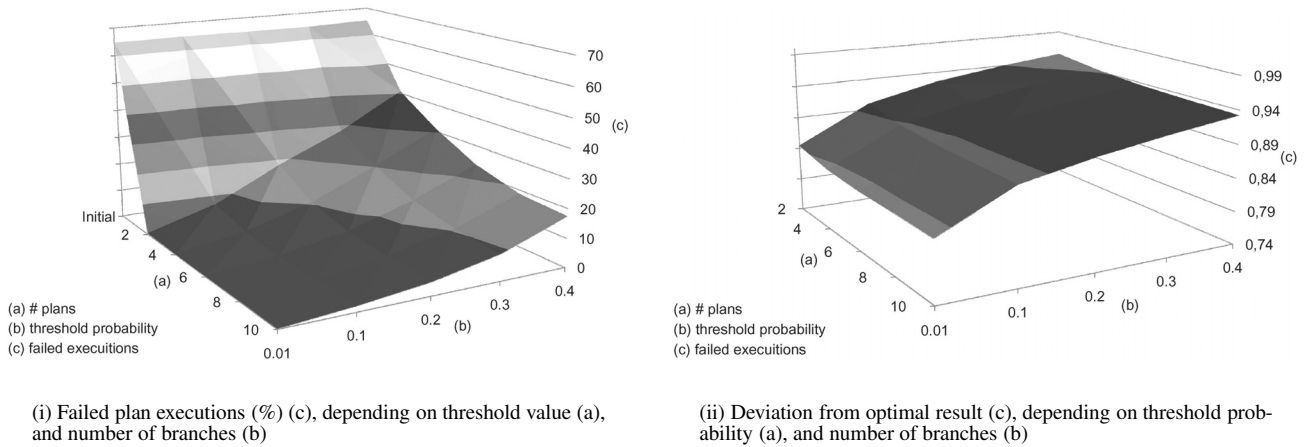 70
60
50
(c)
40
30
20
10
0
Initial
2
4
(a)
6
8
10
0.01
0.1
0.2
(b)
0.3
0.4
(a) # plans
(b) threshold probability
(c) failed execuitions
(i) Failed plan executions (%) (c), depending on threshold value (a),
and number of branches (b)
0,99
0,94
0,89
(c)
0,84
0,79
0,74
2
4
6
(a)
8
10
0.01
0.1
0.2
(b)
0.3
0.4
(a) # plans
(b) threshold probability
(c) failed execuitions
(ii) Deviation from optimal result (c), depending on threshold prob-
ability (a), and number of branches (b)